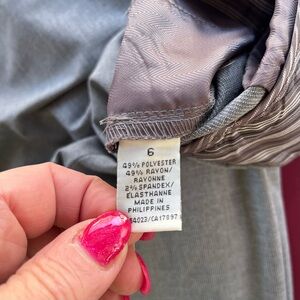 6
49% POLYESTER
49% RAYON/
RAYONNE
2% SPANDEX/
ELASTHANNE
MADE IN
PHILIPPINES
54023/CA17897